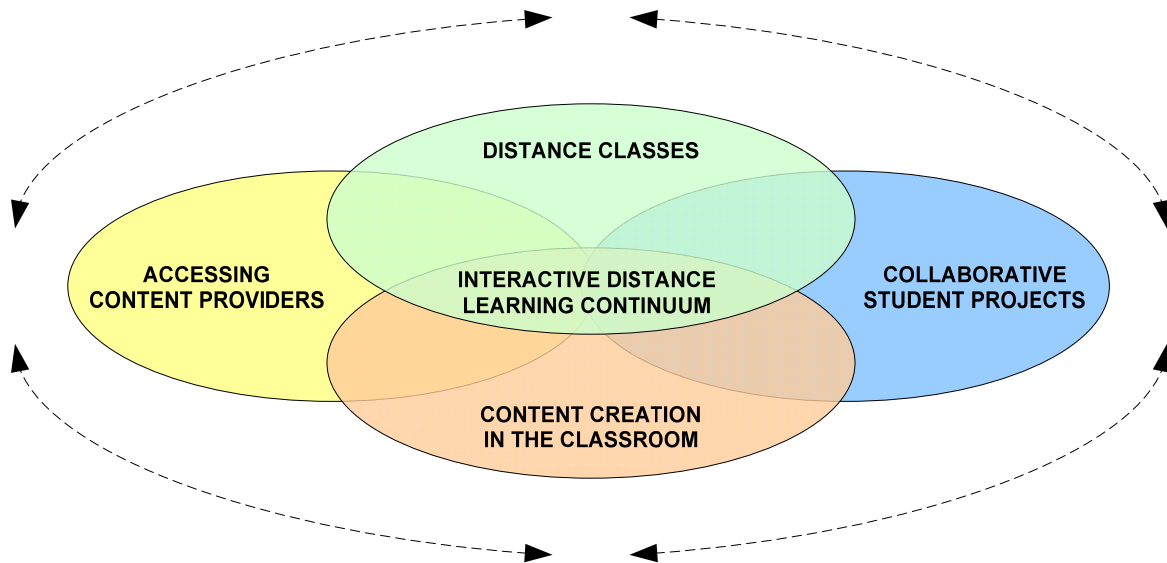 DISTANCE CLASSES
ACCESSING
CONTENT PROVIDERS
INTERACTIVE DISTANCE
LEARNING CONTINUUM
COLLABORATIVE
STUDENT PROJECTS
CONTENT CREATION
IN THE CLASSROOM